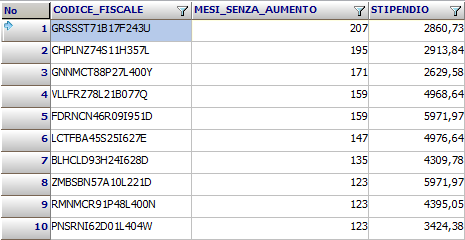 No CODICE_FISCALE MESI_SENZA_AUMENTO STIPENDIO
1 GRSSST71B17F243U 207 2860,73
2 CHPLNZ74S11H357L 195 2913,84
3 GNNMCT88P27L400Y 171 2629,58
4 VLLFRZ78L21B077Q 159 4968,64
5 FDRNCN46R09I951D 159 5971,97
6 LCTFBA45S25I627E 147 4976,64
7 BLHCLD93H24I628D 135 4309,78
8 ZMBSBN57A10L221D 123 5971,97
9 RMNMCR91P48L400N 123 4395,05
10 PNSRNI62D01L404W 123 3424,38